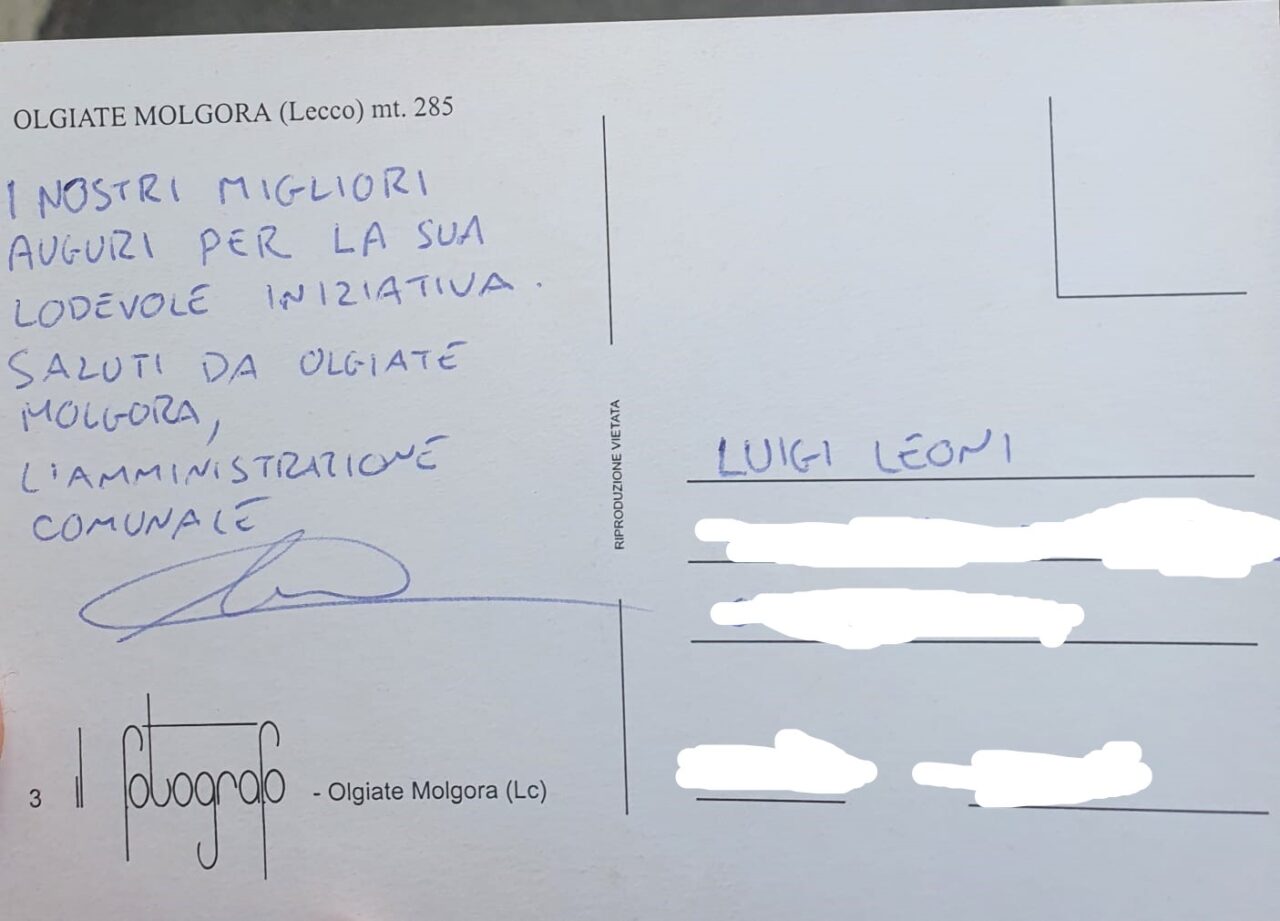 OLGIATE MOLGORA (Lecco) mt. 285
I NOSTRI MIGLIORI
AUGURI PER LA SUA
LODEVOLE INIZIATIVA.
SALUTI DA OLGIATE
MOLGORA,
L'AMMINISTRAZIONE
COMUNALE
3 il fotografo - Olgiate Molgora (Lc)
RIPRODUZIONE VIETATA
LUIGI LEONI